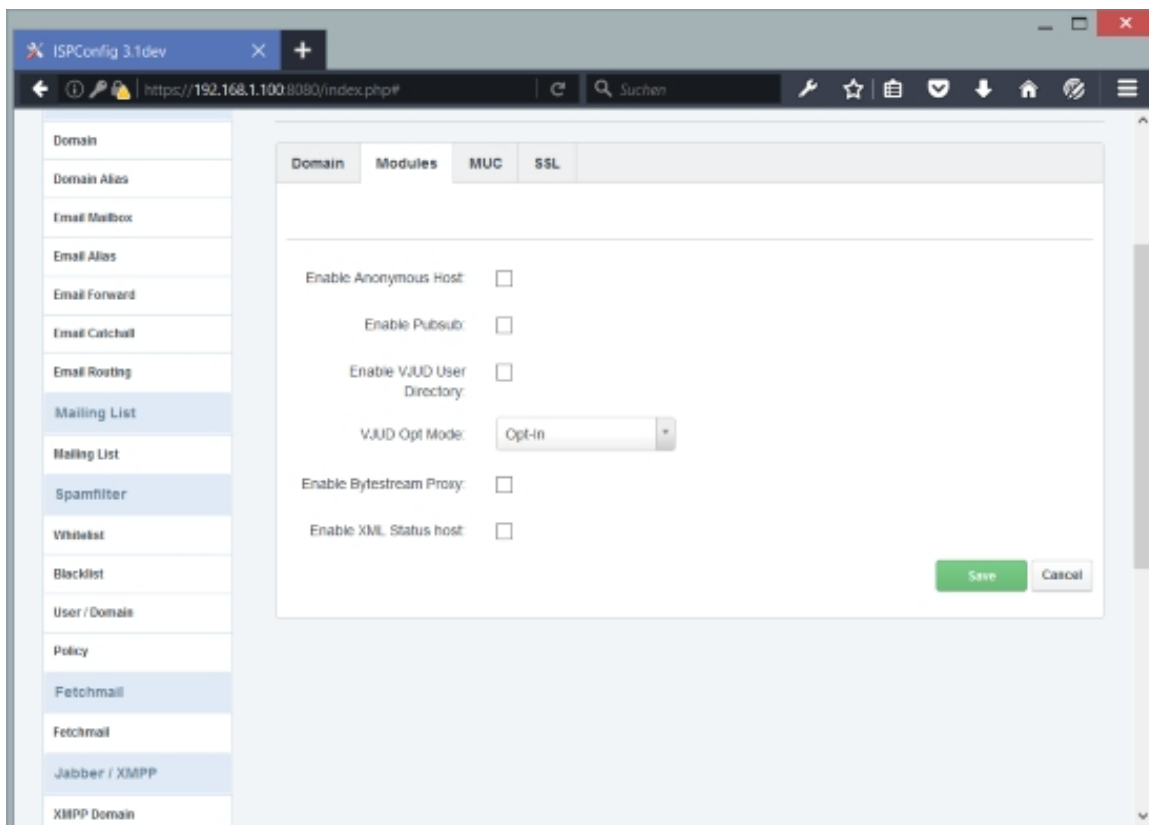 ISPConfig 3.1dev
https://192.168.1.100:8080/index.php#
Suchen
Domain
Domain Alias
Email Mailbox
Email Alias
Email Forward
Email Catchall
Email Routing
Mailing List
Mailing List
Spamfilter
Whitelist
Blacklist
User / Domain
Policy
Fetchmail
Fetchmail
Jabber / XMPP
XMPP Domain
Domain Modules MUC SSL
Enable Anonymous Host:
Enable Pubsub:
Enable VJUD User
Directory:
VJUD Opt Mode: Opt-In
Enable Bytestream Proxy:
Enable XML Status host:
Save Cancel